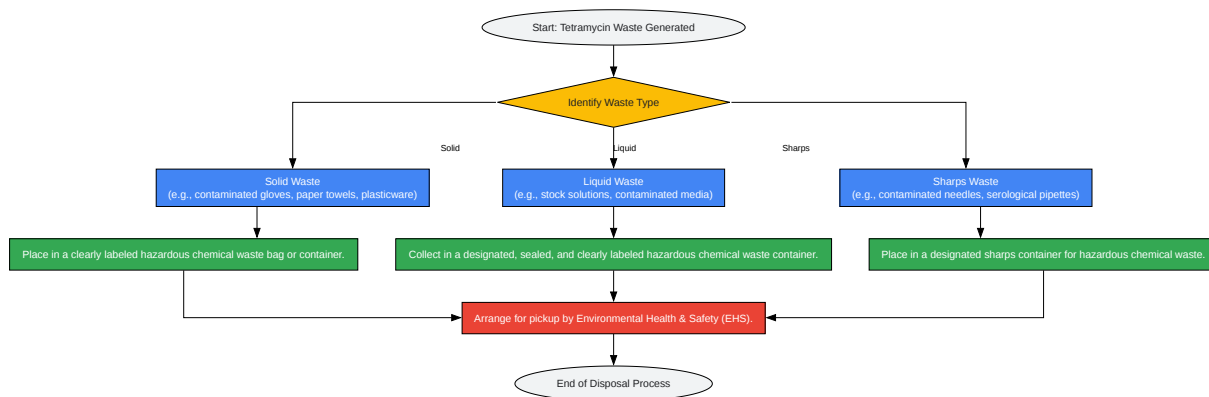 Start: Tetramycin Waste Generated
Identify Waste Type
Solid
Liquid
Sharps
Solid Waste
(e.g., contaminated gloves, paper towels, plasticware)
Liquid Waste
(e.g., stock solutions, contaminated media)
Sharps Waste
(e.g., contaminated needles, serological pipettes)
Place in a clearly labeled hazardous chemical waste bag or container.
Collect in a designated, sealed, and clearly labeled hazardous chemical waste container.
Place in a designated sharps container for hazardous chemical waste.
Arrange for pickup by Environmental Health & Safety (EHS).
End of Disposal Process